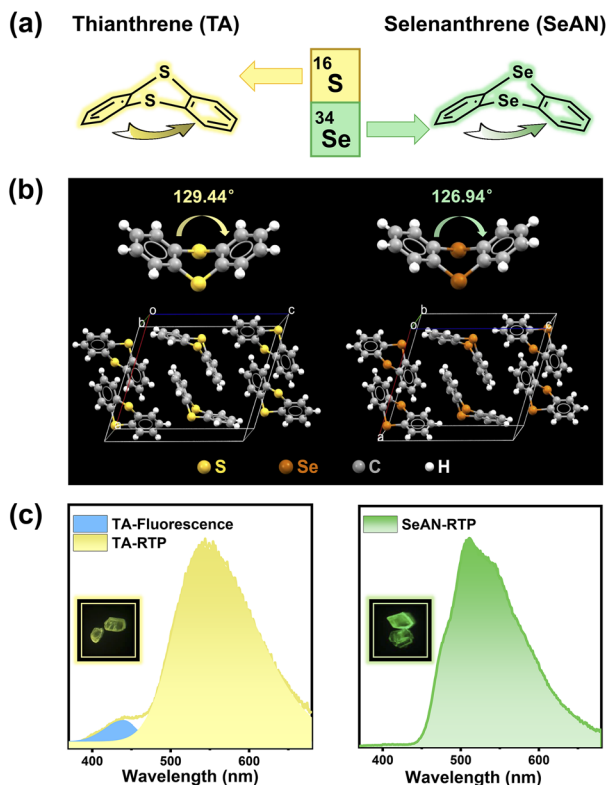 (a)
Thianthrene (TA)
Selenanthrene (SeAN)
S
S
16
S
34
Se
Se
Se
(b)
129.44°
126.94°
o
b
c
a
b
o
c
a
S
Se
C
H
(c)
TA-Fluorescence
TA-RTP
400
500
600
Wavelength (nm)
SeAN-RTP
400
500
600
Wavelength (nm)